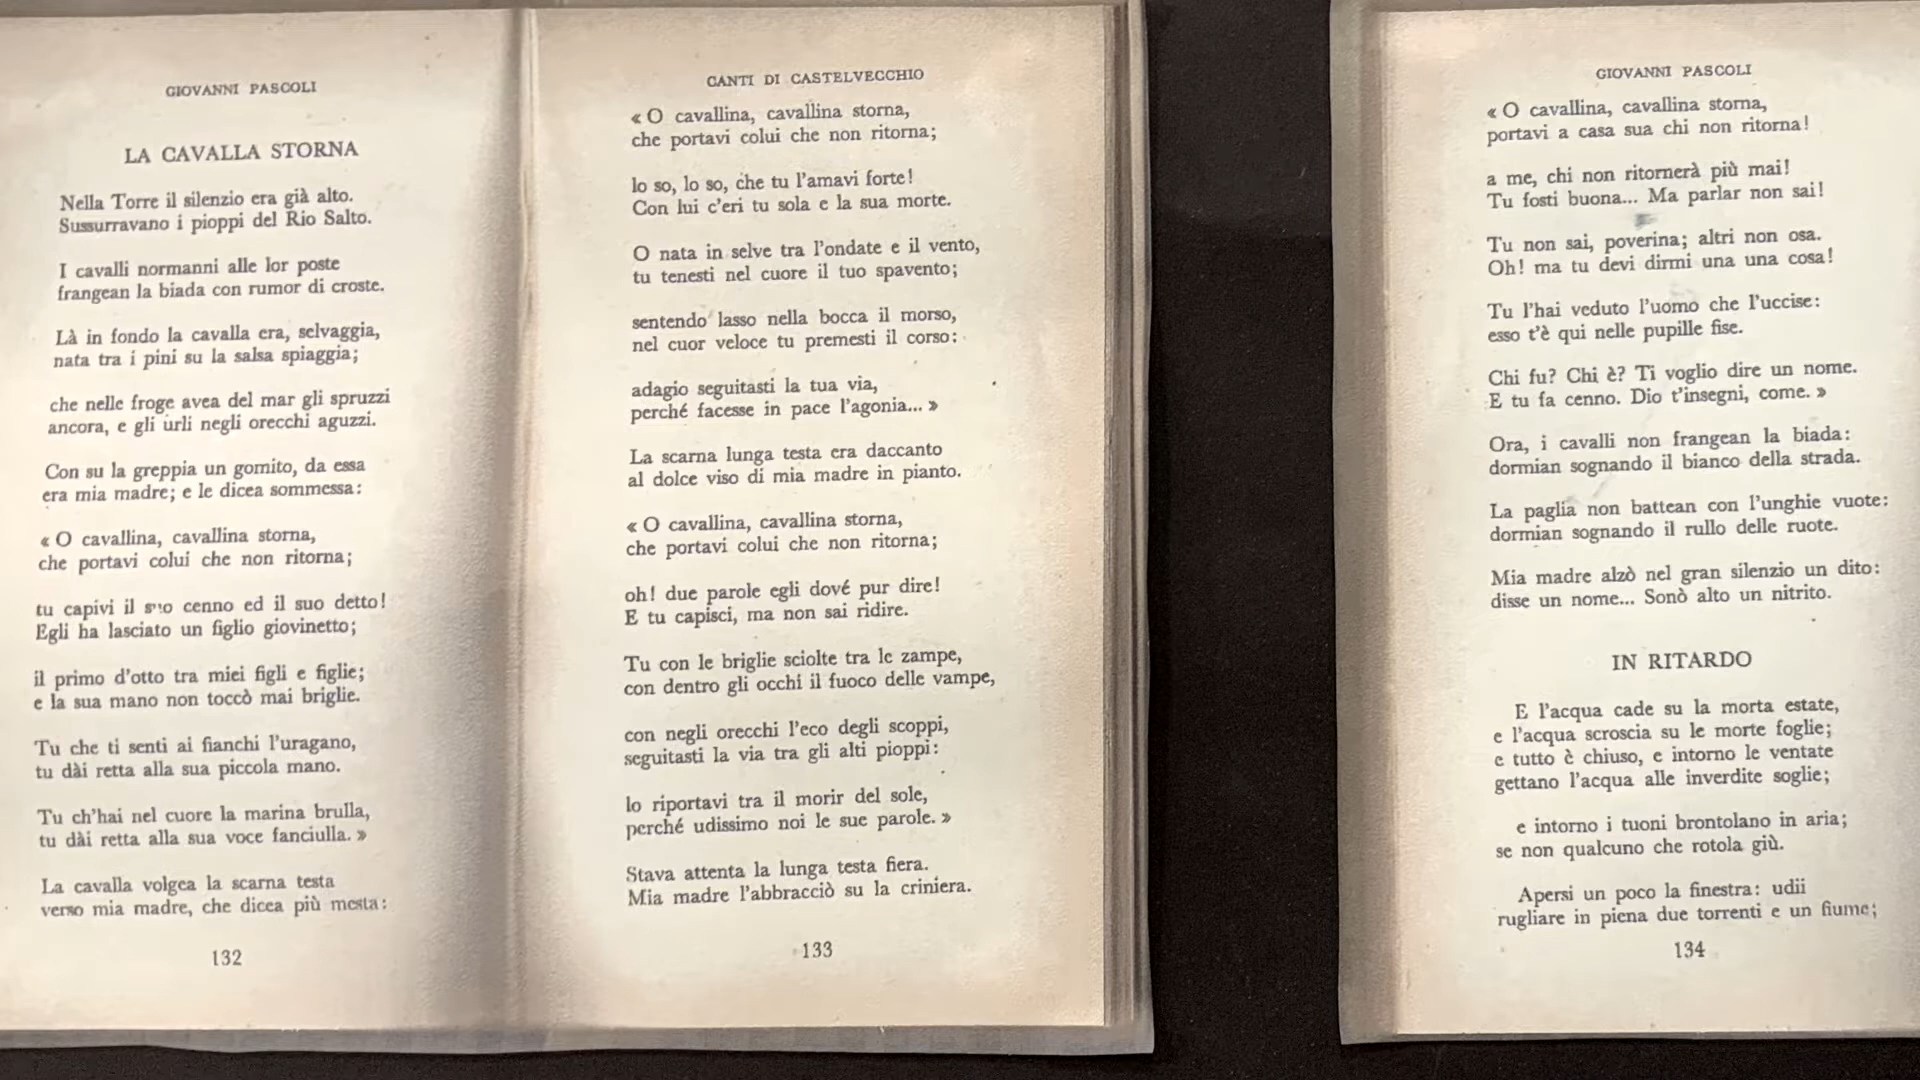 GIOVANNI PASCOLI
LA CAVALLA STORNA
Nella Torre il silenzio era già alto.
Sussurravano i pioppi del Rio Salto.
I cavalli normanni alle lor poste
frangean la biada con rumor di croste.
Là in fondo la cavalla era, selvaggia,
nata tra i pini su la salsa spiaggia;
che nelle froge avea del mar gli spruzzi
ancora, e gli urli negli orecchi aguzzi.
Con su la greppia un gomito, da essa
era mia madre; e le dicea sommessa:
« O cavallina, cavallina storna,
che portavi colui che non ritorna;
tu capivi il suo cenno ed il suo detto!
Egli ha lasciato un figlio giovinetto;
il primo d'otto tra miei figli e figlie;
e la sua mano non toccò mai briglie.
Tu che ti senti ai fianchi l'uragano,
tu dài retta alla sua piccola mano.
Tu ch'hai nel cuore la marina brulla,
tu dài retta alla sua voce fanciulla. »
La cavalla volgea la scarna testa
verso mia madre, che dicea più mesta:
132
CANTI DI CASTELVECCHIO
« O cavallina, cavallina storna,
che portavi colui che non ritorna;
lo so, lo so, che tu l'amavi forte!
Con lui c'eri tu sola e la sua morte.
O nata in selve tra l'ondate e il vento,
tu tenesti nel cuore il tuo spavento;
sentendo lasso nella bocca il morso,
nel cuor veloce tu premesti il corso:
adagio seguitasti la tua via,
perché facesse in pace l'agonia... »
La scarna lunga testa era daccanto
al dolce viso di mia madre in pianto.
« O cavallina, cavallina storna,
che portavi colui che non ritorna;
oh! due parole egli dové pur dire!
E tu capisci, ma non sai ridire.
Tu con le briglie sciolte tra le zampe,
con dentro gli occhi il fuoco delle vampe,
con negli orecchi l'eco degli scoppi,
seguitasti la via tra gli alti pioppi:
lo riportavi tra il morir del sole,
perché udissimo noi le sue parole. »
Stava attenta la lunga testa fiera.
Mia madre l'abbracciò su la criniera.
133
GIOVANNI PASCOLI
« O cavallina, cavallina storna,
portavi a casa sua chi non ritorna!
a me, chi non ritornerà più mai!
Tu fosti buona... Ma parlar non sai!
Tu non sai, poverina; altri non osa.
Oh! ma tu devi dirmi una una cosa!
Tu l'hai veduto l'uomo che l'uccise:
esso t'è qui nelle pupille fise.
Chi fu? Chi è? Ti voglio dire un nome.
E tu fa cenno. Dio t'insegni, come. »
Ora, i cavalli non frangean la biada:
dormian sognando il bianco della strada.
La paglia non battean con l'unghie vuote:
dormian sognando il rullo delle ruote.
Mia madre alzò nel gran silenzio un dito:
disse un nome... Sonò alto un nitrito.
IN RITARDO
E l'acqua cade su la morta estate,
e l'acqua scroscia su le morte foglie;
e tutto è chiuso, e intorno le ventate
gettano l'acqua alle inverdite soglie;
e intorno i tuoni brontolano in aria;
se non qualcuno che rotola giù.
Apersi un poco la finestra: udii
rugliare in piena due torrenti e un fiume;
134